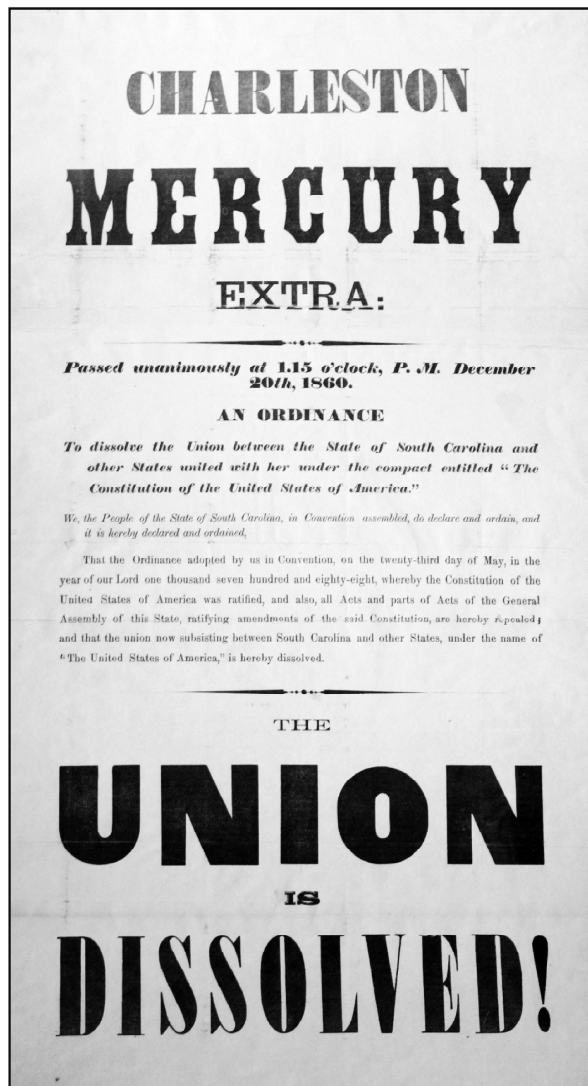 CHARLESTON
MERCURY
EXTRA:
Passed unanimously at 1.15 o'clock, P. M. December
20th, 1860.
AN ORDINANCE
To dissolve the Union between the State of South Carolina and
other States united with her under the compact entitled “The
Constitution of the United States of America.”
We, the People of the State of South Carolina, in Convention assembled, do declare and ordain, and
it is hereby declared and ordained,
That the Ordinance adopted by us in Convention, on the twenty-third day of May, in the
year of our Lord one thousand seven hundred and eighty-eight, whereby the Constitution of the
United States of America was ratified, and also, all Acts and parts of Acts of the General
Assembly of this State, ratifying amendments of the said Constitution, are hereby repealed;
and that the union now subsisting between South Carolina and other States, under the name of
“The United States of America,” is hereby dissolved.
THE
UNION
IS
DISSOLVED!